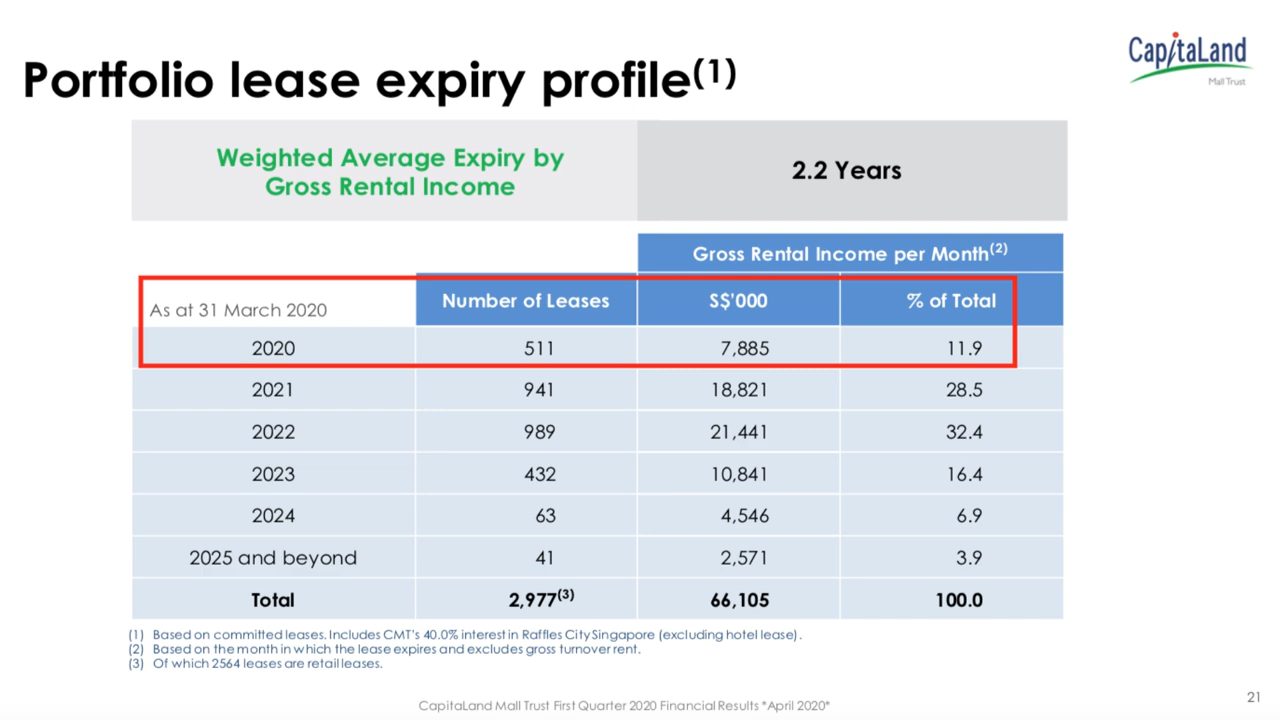 CapitaLand
Mall Trust
Portfolio lease expiry profile(1)
Weighted Average Expiry by
Gross Rental Income
2.2 Years
Gross Rental Income per Month(2)
As at 31 March 2020 Number of Leases S$'000 % of Total
2020 511 7,885 11.9
2021 941 18,821 28.5
2022 989 21,441 32.4
2023 432 10,841 16.4
2024 63 4,546 6.9
2025 and beyond 41 2,571 3.9
Total 2,977(3) 66,105 100.0
(1) Based on committed leases. Includes CMT's 40.0% interest in Raffles City Singapore (excluding hotel lease).
(2) Based on the month in which the lease expires and excludes gross turnover rent.
(3) Of which 2564 leases are retail leases.
CapitaLand Mall Trust First Quarter 2020 Financial Results *April 2020*
21